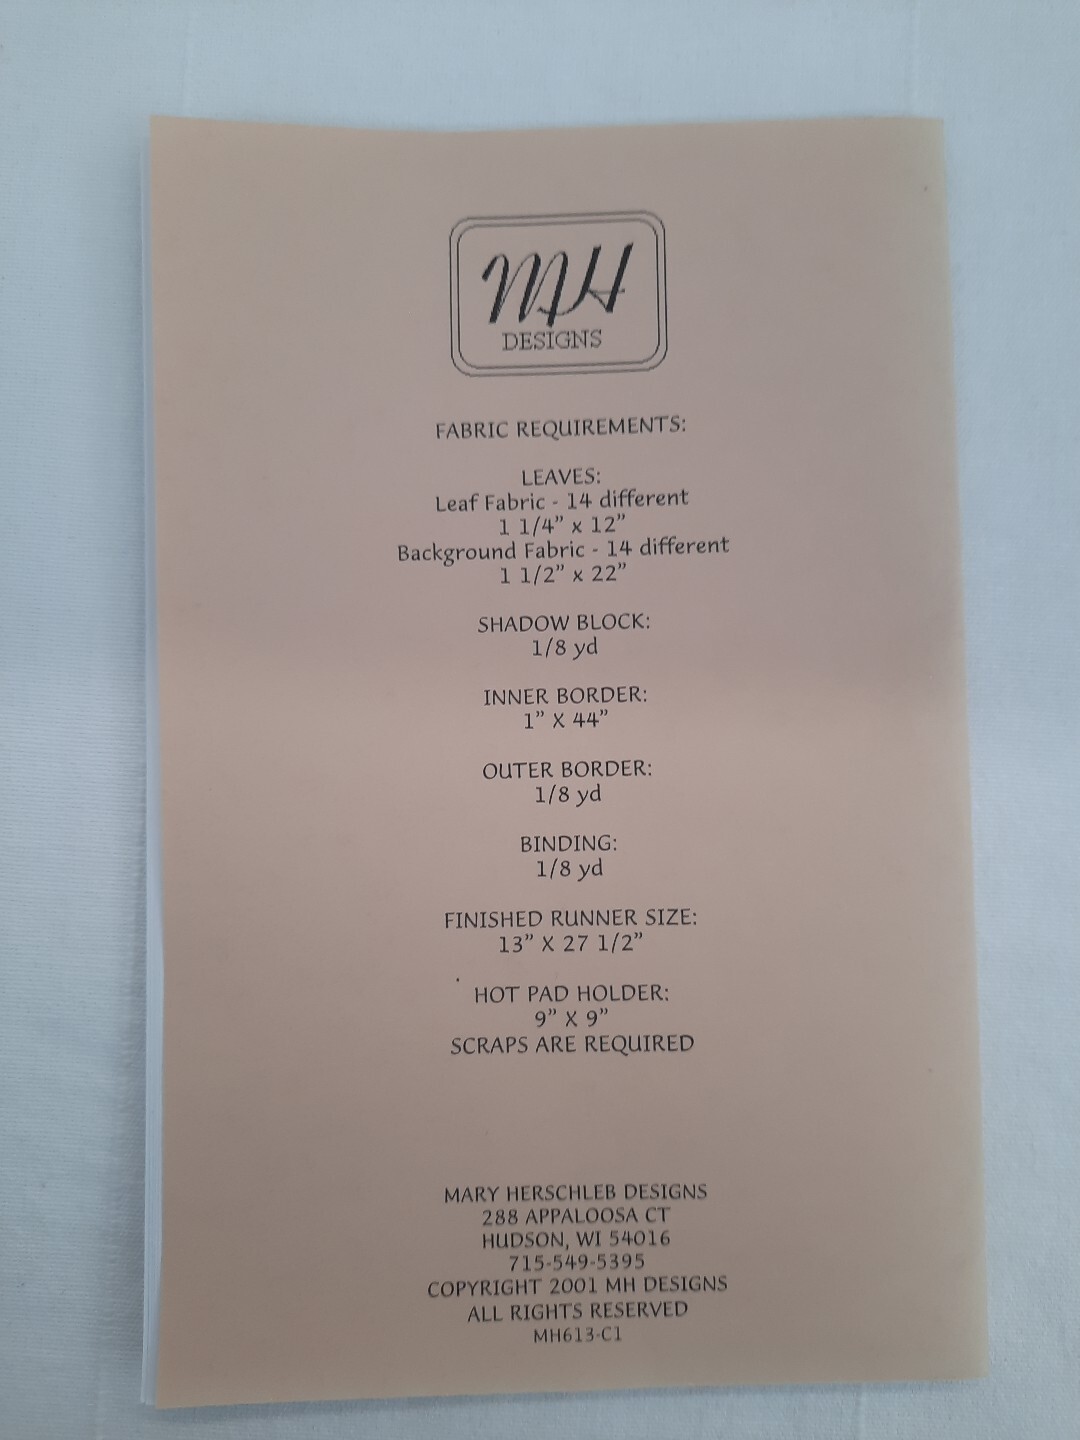 MH
DESIGNS
FABRIC REQUIREMENTS:
LEAVES:
Leaf Fabric - 14 different
1 1/4” x 12”
Background Fabric - 14 different
1 1/2” x 22”
SHADOW BLOCK:
1/8 yd
INNER BORDER:
1” X 44”
OUTER BORDER:
1/8 yd
BINDING:
1/8 yd
FINISHED RUNNER SIZE:
13” X 27 1/2”
HOT PAD HOLDER:
9” X 9”
SCRAPS ARE REQUIRED
MARY HERSCHLEB DESIGNS
288 APPALOOSA CT
HUDSON, WI 54016
715-549-5395
COPYRIGHT 2001 MH DESIGNS
ALL RIGHTS RESERVED
MH613-C1